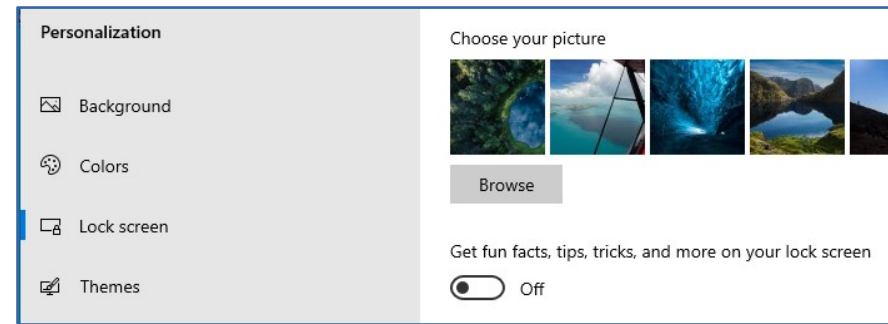 Personalization
Background
Colors
Lock screen
Themes
Choose your picture
Browse
Get fun facts, tips, tricks, and more on your lock screen
Off